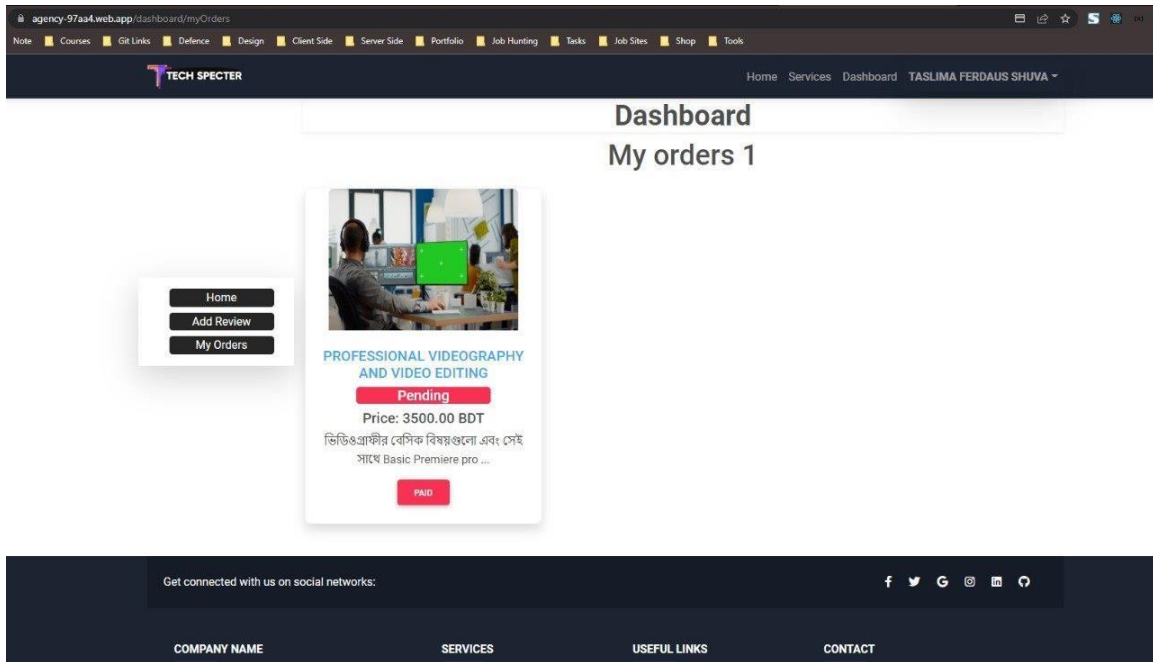 agency-97aa4.web.app/dashboard/myOrders
Note Courses Git Links Defence Design Client Side Server Side Portfolio Job Hunting Tasks Job Sites Shop Tools
TECH SPECTER
Home Services Dashboard TASLIMA FERDAUS SHUVA
Dashboard
My orders 1
Home
Add Review
My Orders
PROFESSIONAL VIDEOGRAPHY
AND VIDEO EDITING
Pending
Price: 3500.00 BDT
ভিডিওগ্রাফীর বেসিক বিষয়গুলো এবং সেই
সাথে Basic Premiere pro ...
PAID
Get connected with us on social networks:
COMPANY NAME SERVICES USEFUL LINKS CONTACT